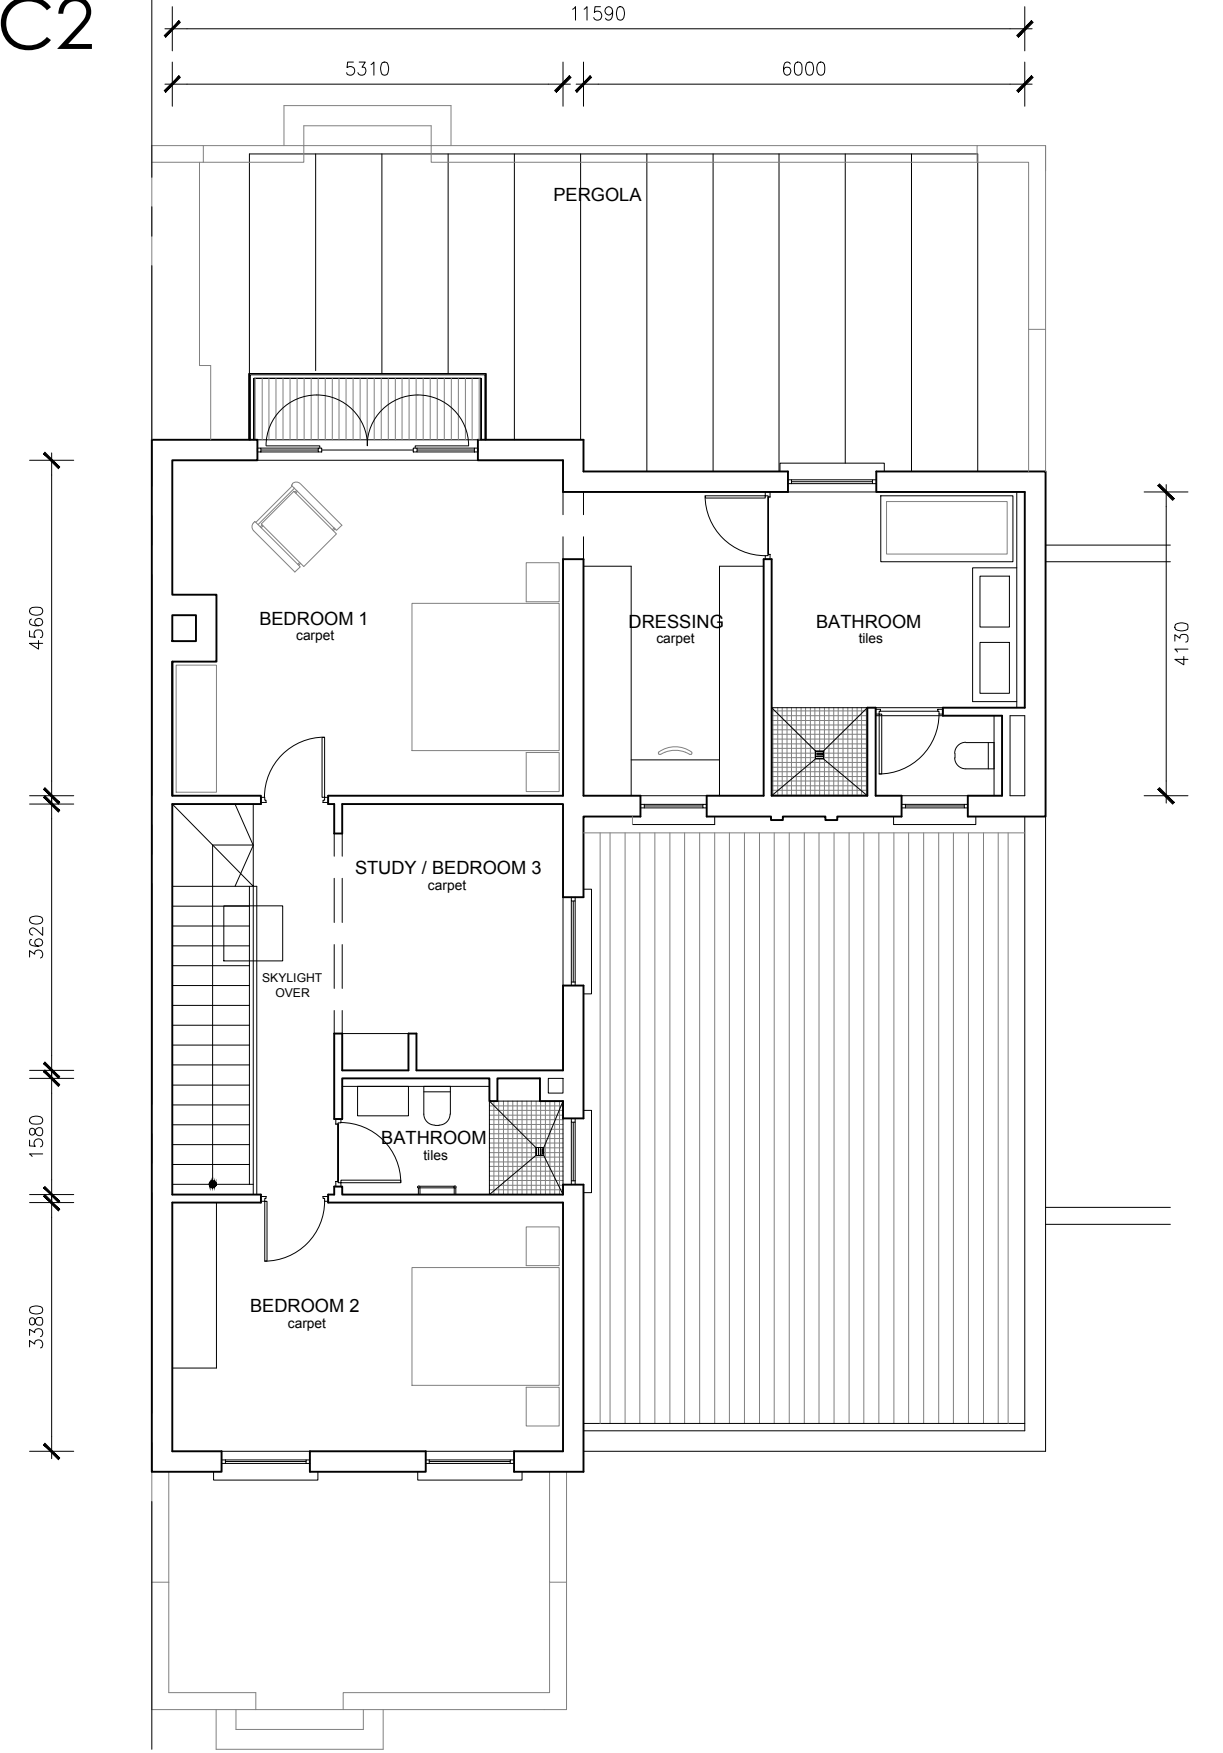 C2
11590
5310
6000
PERGOLA
BEDROOM 1
carpet
DRESSING
carpet
BATHROOM
tiles
4560
4130
STUDY / BEDROOM 3
carpet
3620
SKYLIGHT
OVER
1580
BATHROOM
tiles
BEDROOM 2
carpet
3380